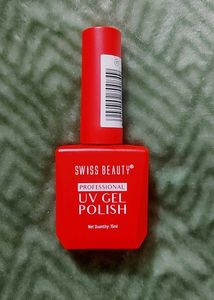 SWISS BEAUTY®
PROFESSIONAL
UV GEL
POLISH
Net Quantity: 15ml